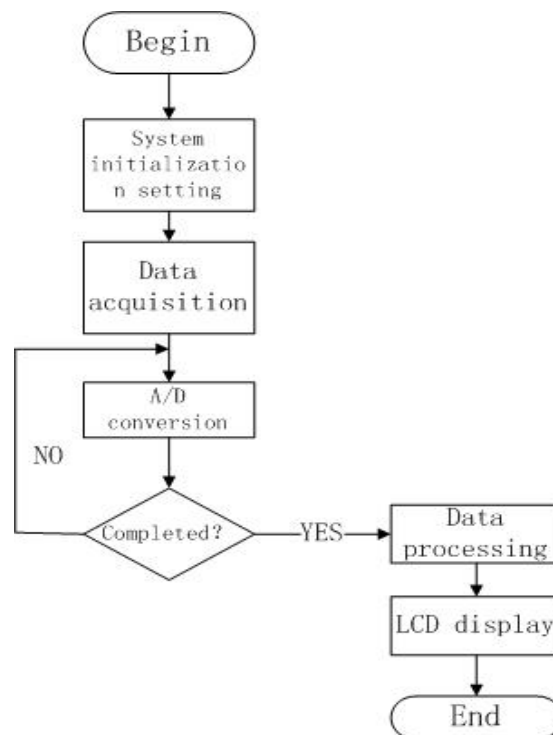 Begin
System
initializatio
n setting
Data
acquisition
A/D
conversion
NO
Completed?
YES
Data
processing
LCD display
End